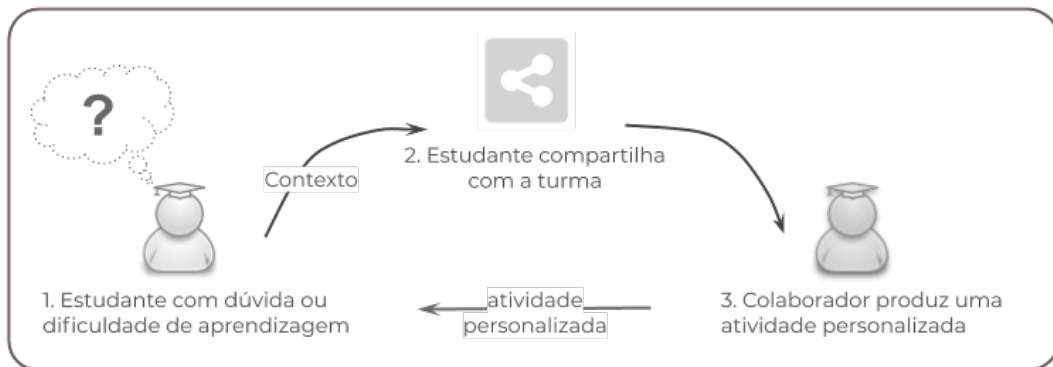 ?
Contexto
2. Estudante compartilha
com a turma
1. Estudante com dúvida ou
dificuldade de aprendizagem
atividade
personalizada
3. Colaborador produz uma
atividade personalizada